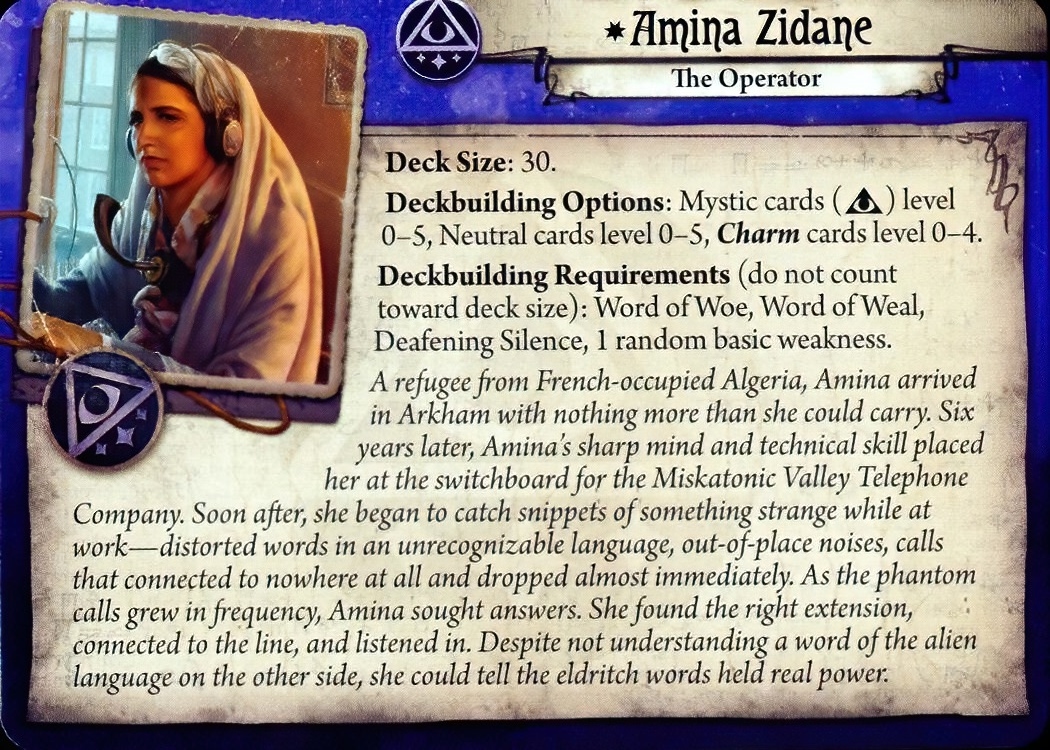 Amina Zidane
The Operator
Deck Size: 30.
Deckbuilding Options: Mystic cards ( ) level
0–5, Neutral cards level 0–5, Charm cards level 0–4.
Deckbuilding Requirements (do not count
toward deck size): Word of Woe, Word of Weal,
Deafening Silence, 1 random basic weakness.
A refugee from French-occupied Algeria, Amina arrived
in Arkham with nothing more than she could carry. Six
years later, Amina's sharp mind and technical skill placed
her at the switchboard for the Miskatonic Valley Telephone
Company. Soon after, she began to catch snippets of something strange while at
work—distorted words in an unrecognizable language, out-of-place noises, calls
that connected to nowhere at all and dropped almost immediately. As the phantom
calls grew in frequency, Amina sought answers. She found the right extension,
connected to the line, and listened in. Despite not understanding a word of the alien
language on the other side, she could tell the eldritch words held real power.